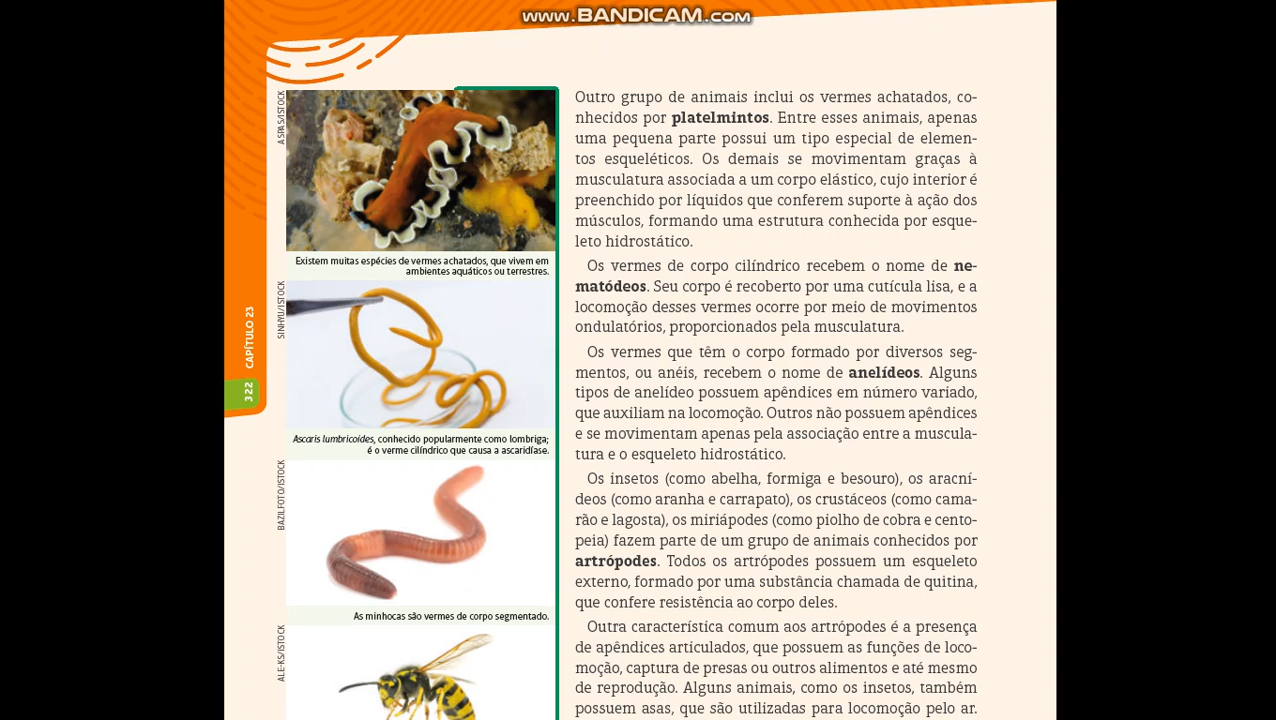 www.BANDICAM.com
ASPAS/ISTOCK
Existem muitas espécies de vermes achatados, que vivem em
ambientes aquáticos ou terrestres.
SINHYU/ISTOCK
Ascaris lumbricoides, conhecido popularmente como lombriga;
é o verme cilíndrico que causa a ascaridíase.
CAPÍTULO 23
322
BAZILFOTO/ISTOCK
As minhocas são vermes de corpo segmentado.
ALE-KS/ISTOCK
Outro grupo de animais inclui os vermes achatados, co-
nhecidos por platelmintos. Entre esses animais, apenas
uma pequena parte possui um tipo especial de elemen-
tos esqueléticos. Os demais se movimentam graças à
musculatura associada a um corpo elástico, cujo interior é
preenchido por líquidos que conferem suporte à ação dos
músculos, formando uma estrutura conhecida por esque-
leto hidrostático.
Os vermes de corpo cilíndrico recebem o nome de ne-
matódeos. Seu corpo é recoberto por uma cutícula lisa, e a
locomoção desses vermes ocorre por meio de movimentos
ondulatórios, proporcionados pela musculatura.
Os vermes que têm o corpo formado por diversos seg-
mentos, ou anéis, recebem o nome de anelídeos. Alguns
tipos de anelídeo possuem apêndices em número variado,
que auxiliam na locomoção. Outros não possuem apêndices
e se movimentam apenas pela associação entre a muscula-
tura e o esqueleto hidrostático.
Os insetos (como abelha, formiga e besouro), os aracní-
deos (como aranha e carrapato), os crustáceos (como cama-
rão e lagosta), os miriápodes (como piolho de cobra e cento-
peia) fazem parte de um grupo de animais conhecidos por
artrópodes. Todos os artrópodes possuem um esqueleto
externo, formado por uma substância chamada de quitina,
que confere resistência ao corpo deles.
Outra característica comum aos artrópodes é a presença
de apêndices articulados, que possuem as funções de loco-
moção, captura de presas ou outros alimentos e até mesmo
de reprodução. Alguns animais, como os insetos, também
possuem asas, que são utilizadas para locomoção pelo ar.